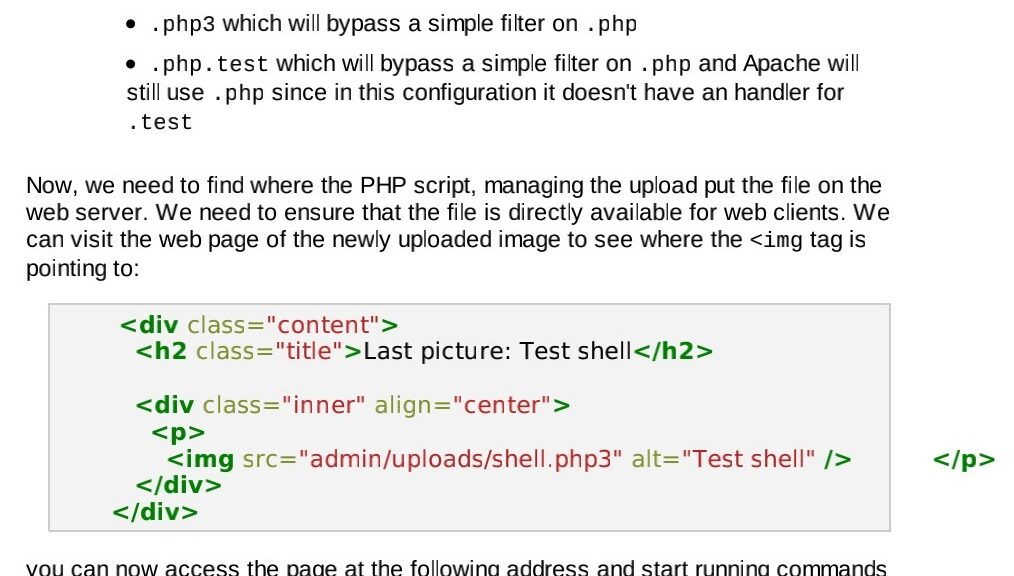 • .php3 which will bypass a simple filter on .php
• .php.test which will bypass a simple filter on .php and Apache will
still use .php since in this configuration it doesn't have an handler for
.test
Now, we need to find where the PHP script, managing the upload put the file on the
web server. We need to ensure that the file is directly available for web clients. We
can visit the web page of the newly uploaded image to see where the <img tag is
pointing to:
<div class="content">
<h2 class="title">Last picture: Test shell</h2>
<div class="inner" align="center">
<p>
<img src="admin/uploads/shell.php3" alt="Test shell" /> </p>
</div>
</div>
you can now access the page at the following address and start running commands